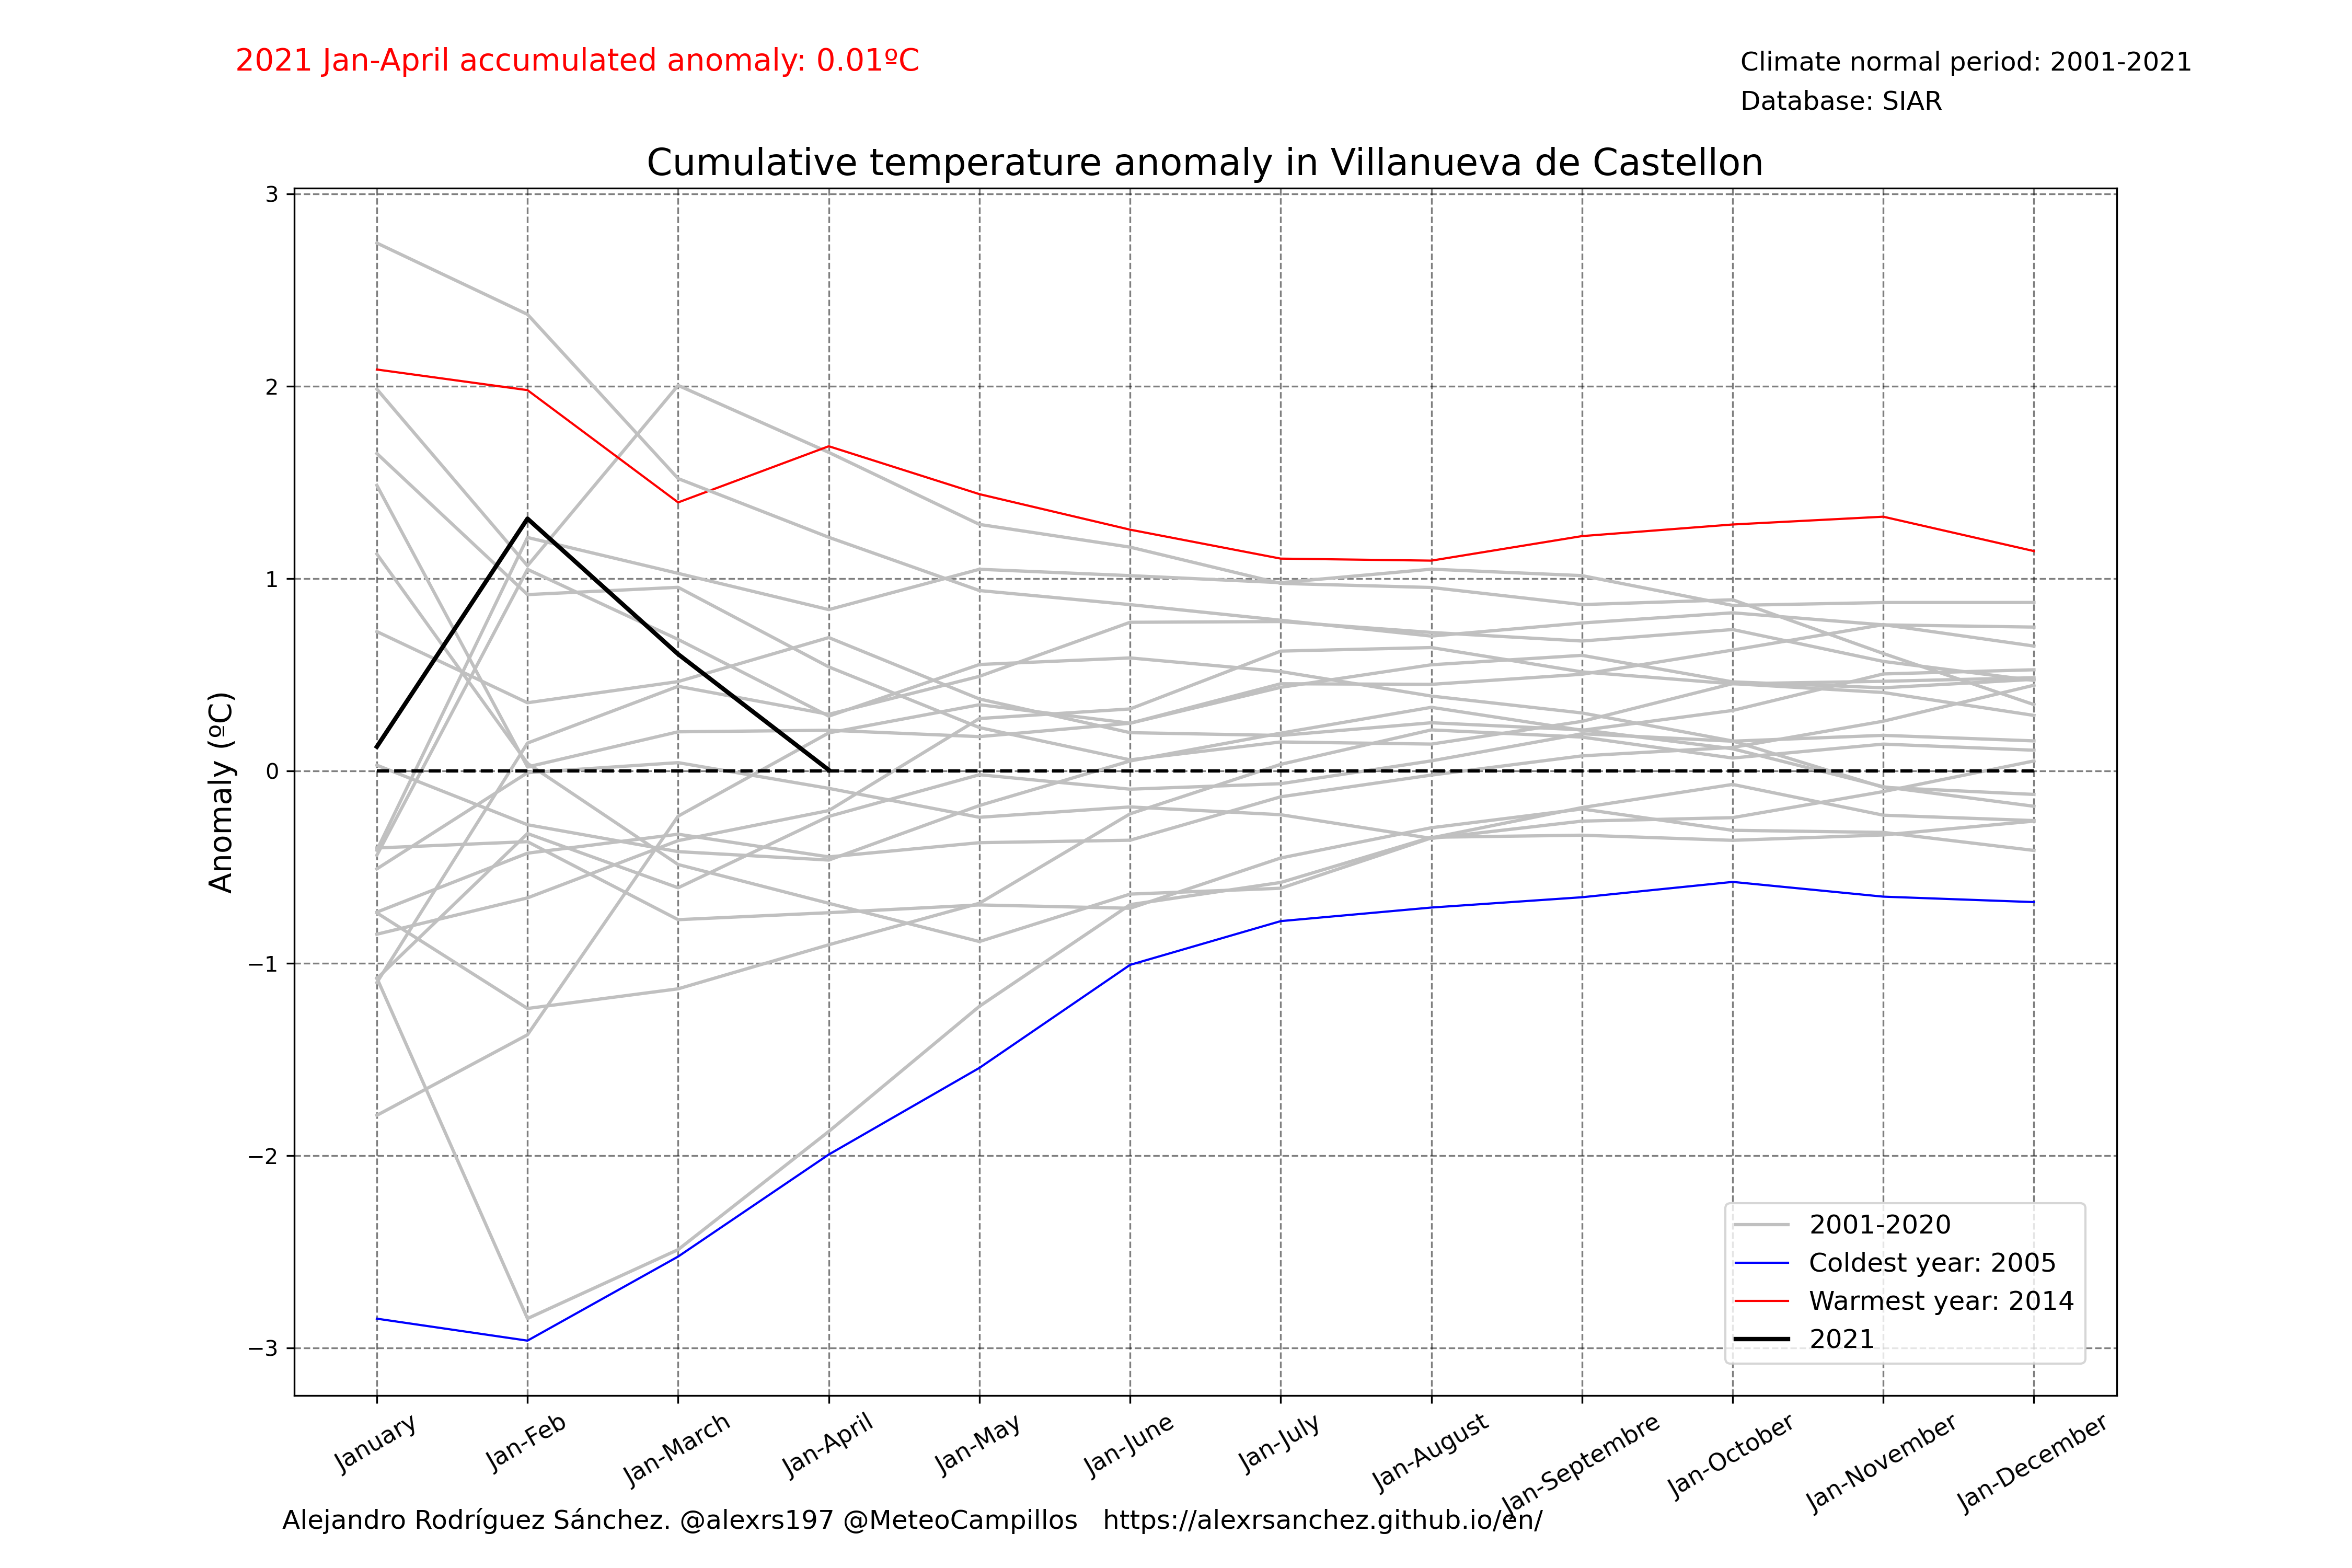 2021 Jan-April accumulated anomaly: 0.01ºC
Climate normal period: 2001-2021
Database: SIAR
Cumulative temperature anomaly in Villanueva de Castellon
Anomaly (ºC)
3
2
1
0
−1
−2
−3
2001-2020
Coldest year: 2005
Warmest year: 2014
2021
January
Jan-Feb
Jan-March
Jan-April
Jan-May
Jan-June
Jan-July
Jan-August
Jan-Septembre
Jan-October
Jan-November
Jan-December
Alejandro Rodríguez Sánchez. @alexrs197 @MeteoCampillos   https://alexrsanchez.github.io/en/